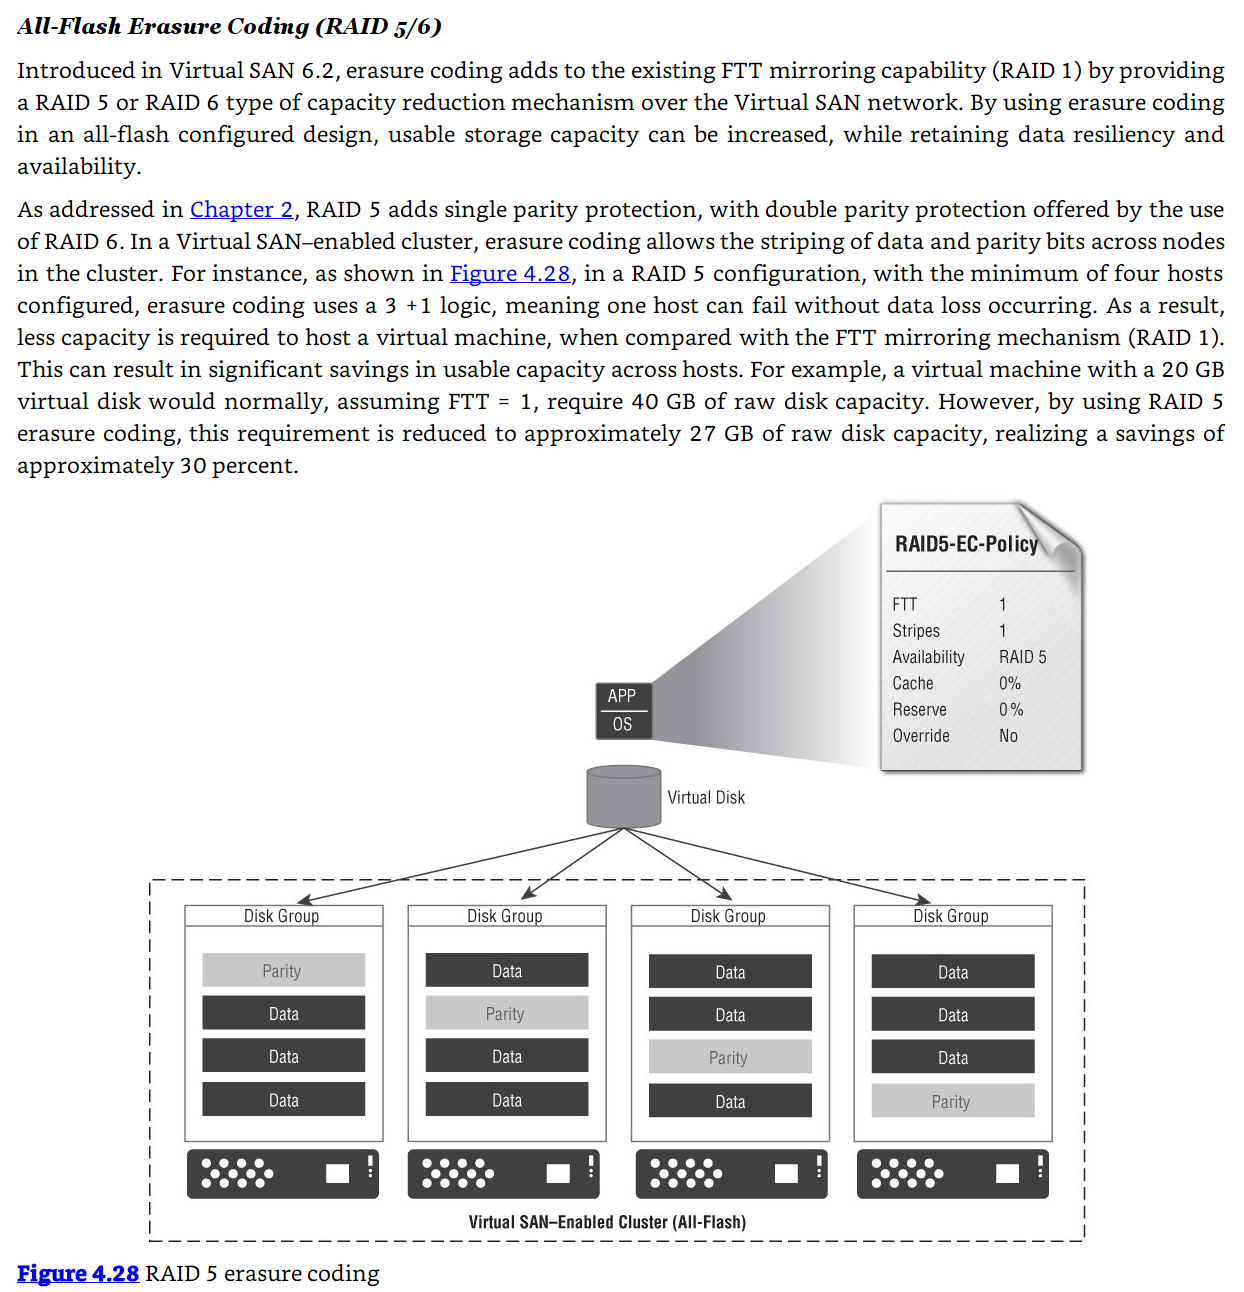 All-Flash Erasure Coding (RAID 5/6)
Introduced in Virtual SAN 6.2, erasure coding adds to the existing FTT mirroring capability (RAID 1) by providing
a RAID 5 or RAID 6 type of capacity reduction mechanism over the Virtual SAN network. By using erasure coding
in an all-flash configured design, usable storage capacity can be increased, while retaining data resiliency and
availability.
As addressed in Chapter 2, RAID 5 adds single parity protection, with double parity protection offered by the use
of RAID 6. In a Virtual SAN–enabled cluster, erasure coding allows the striping of data and parity bits across nodes
in the cluster. For instance, as shown in Figure 4.28, in a RAID 5 configuration, with the minimum of four hosts
configured, erasure coding uses a 3 +1 logic, meaning one host can fail without data loss occurring. As a result,
less capacity is required to host a virtual machine, when compared with the FTT mirroring mechanism (RAID 1).
This can result in significant savings in usable capacity across hosts. For example, a virtual machine with a 20 GB
virtual disk would normally, assuming FTT = 1, require 40 GB of raw disk capacity. However, by using RAID 5
erasure coding, this requirement is reduced to approximately 27 GB of raw disk capacity, realizing a savings of
approximately 30 percent.
RAID5-EC-Policy
FTT 1
Stripes 1
Availability RAID 5
Cache 0%
Reserve 0%
Override No
APP
OS
Virtual Disk
Disk Group Disk Group Disk Group Disk Group
Parity Data Data Data
Data Parity Data Data
Data Data Parity Data
Data Data Data Parity
Virtual SAN–Enabled Cluster (All-Flash)
Figure 4.28 RAID 5 erasure coding